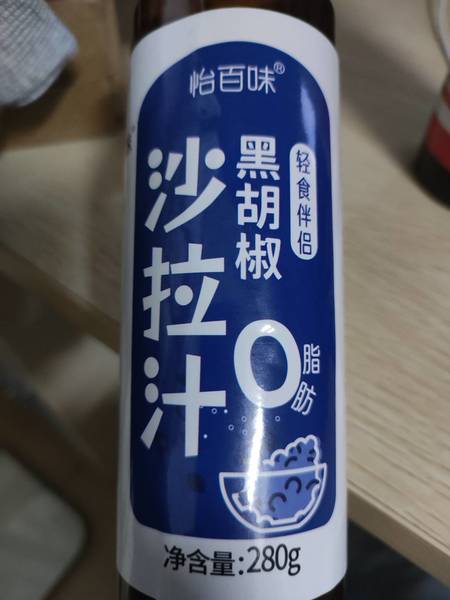 怡百味®
轻食伴侣
黑胡椒
沙拉汁
0脂肪
净含量:280g